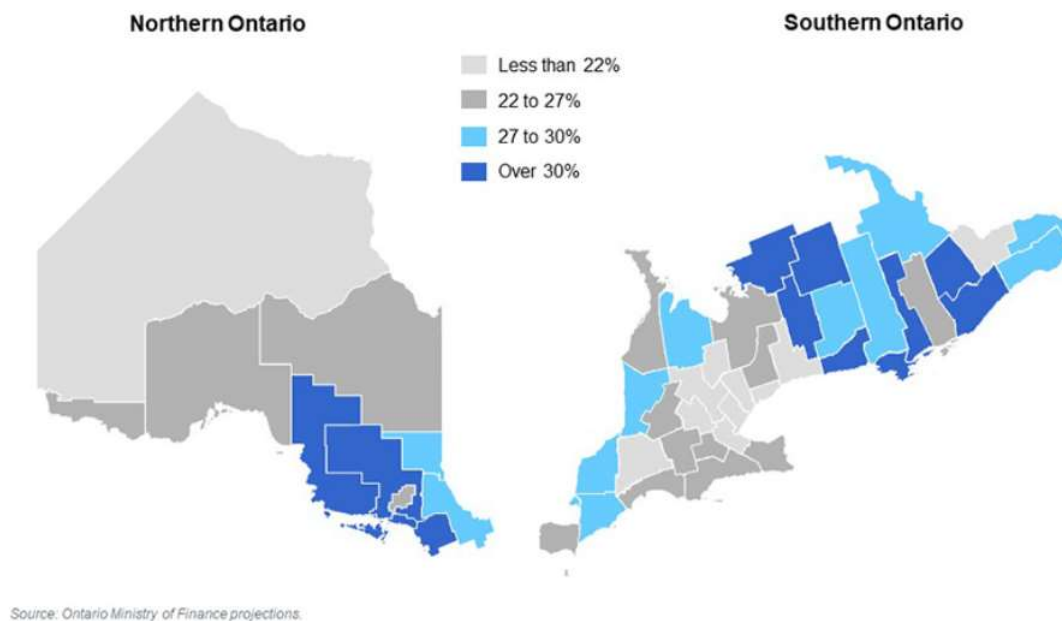 Northern Ontario
Southern Ontario
Less than 22%
22 to 27%
27 to 30%
Over 30%
Source: Ontario Ministry of Finance projections.